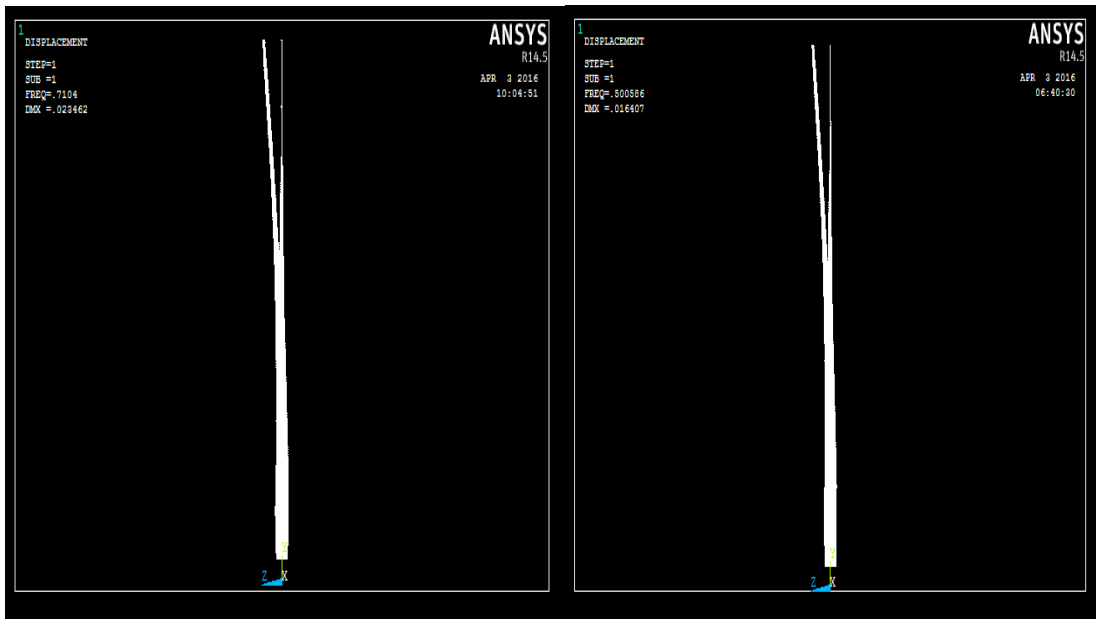 1
DISPLACEMENT
STEP=1
SUB =1
FREQ=.7104
DMX =.023462
ANSYS
R14.5
APR 3 2016
10:04:51
Y
Z
X
1
DISPLACEMENT
STEP=1
SUB =1
FREQ=.500586
DMX =.016407
ANSYS
R14.5
APR 3 2016
06:40:30
Y
Z
X